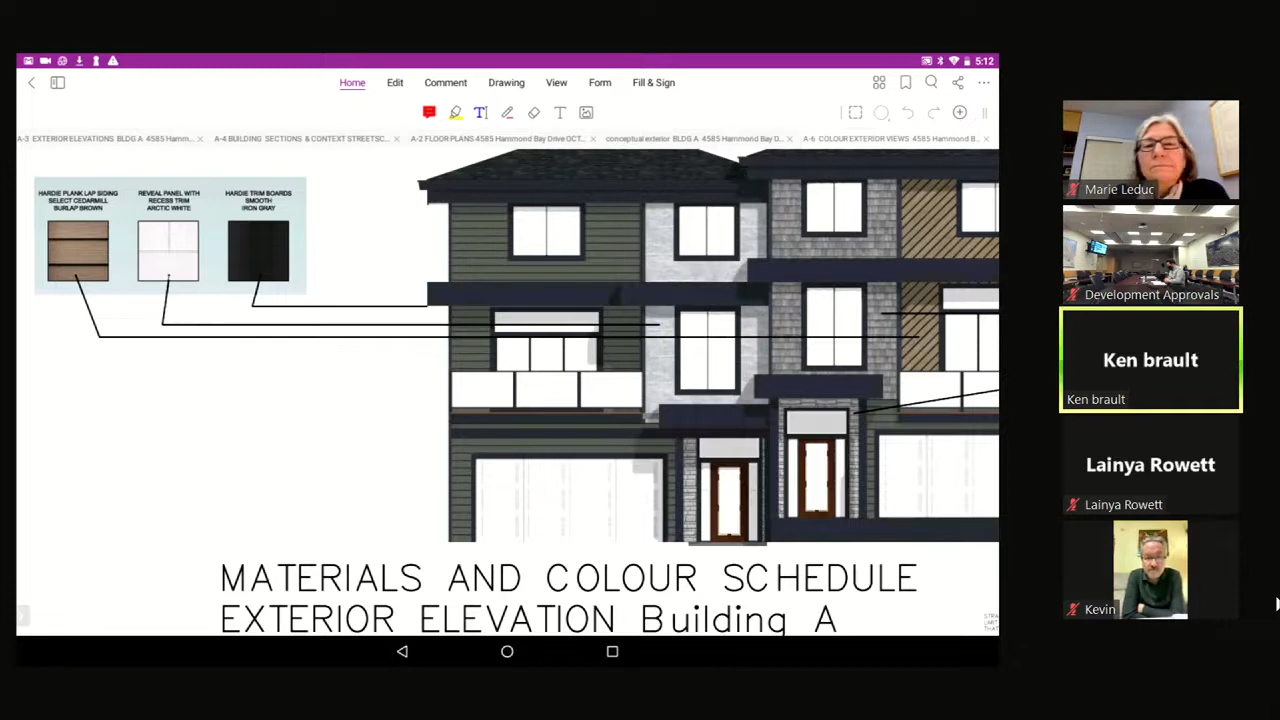 5:12
Home Edit Comment Drawing View Form Fill & Sign
A-3 EXTERIOR ELEVATIONS BLDG A 4585 Hamm... A-4 BUILDING SECTIONS & CONTEXT STREETSC... A-2 FLOOR PLANS 4585 Hammond Bay Drive OCT... conceptual exterior BLDG A 4585 Hammond Bay D... A-6 COLOUR EXTERIOR VIEWS 4585 Hammond B...
HARDIE PLANK LAP SIDING
SELECT CEDARMILL
BURLAP BROWN
REVEAL PANEL WITH
RECESS TRIM
ARCTIC WHITE
HARDIE TRIM BOARDS
SMOOTH
IRON GRAY
MATERIALS AND COLOUR SCHEDULE
EXTERIOR ELEVATION Building A
Marie Leduc
Development Approvals
Ken brault
Ken brault
Lainya Rowett
Lainya Rowett
Kevin